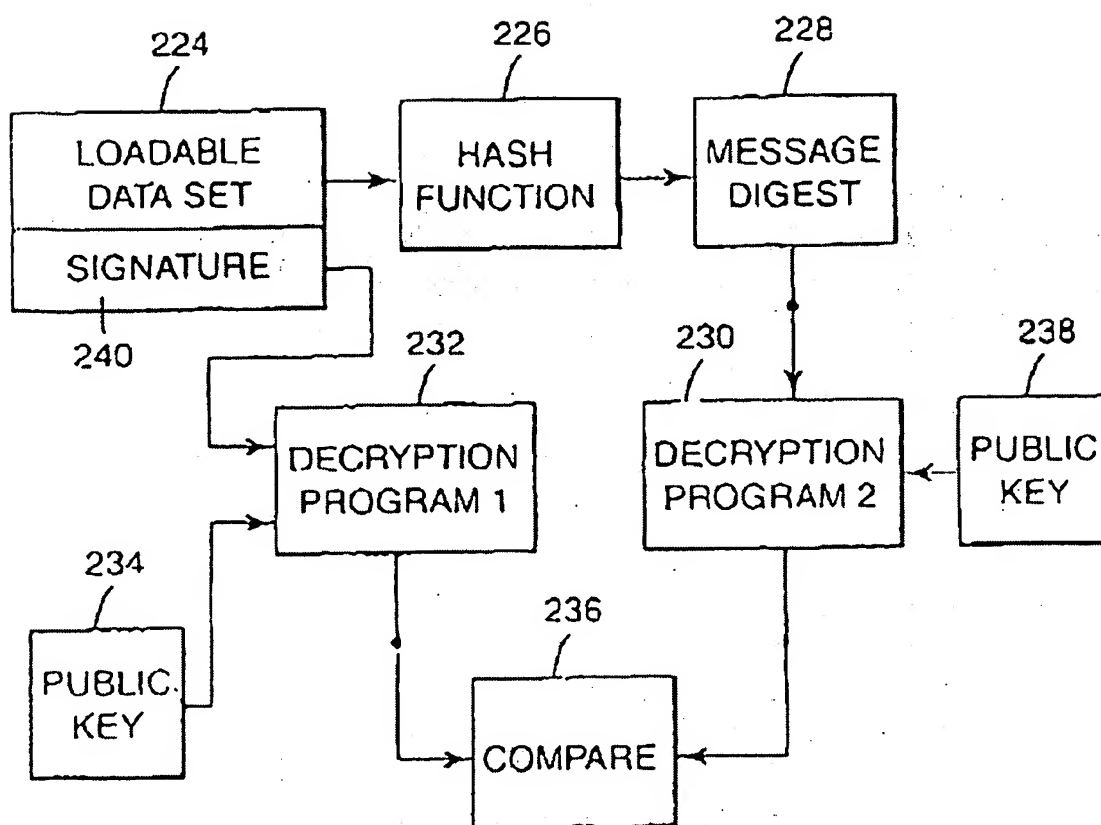 224
226
228
LOADABLE
DATA SET
HASH
FUNCTION
MESSAGE
DIGEST
SIGNATURE
240
232
230
238
DECRYPTION
PROGRAM 1
DECRYPTION
PROGRAM 2
PUBLIC
KEY
234
236
PUBLIC
KEY
COMPARE